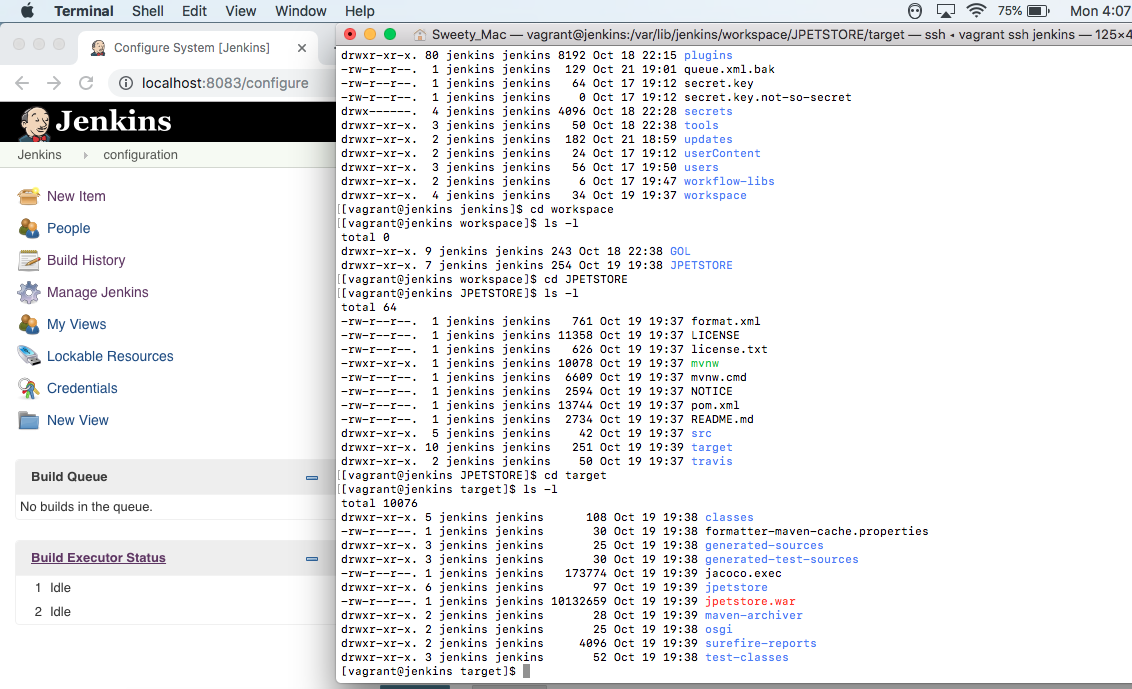 Terminal Shell Edit View Window Help 75% Mon 4:07
Configure System [Jenkins]
localhost:8083/configure
Jenkins
Jenkins configuration
New Item
People
Build History
Manage Jenkins
My Views
Lockable Resources
Credentials
New View
Build Queue
No builds in the queue.
Build Executor Status
1 Idle
2 Idle
Sweety_Mac — vagrant@jenkins:/var/lib/jenkins/workspace/JPETSTORE/target — ssh ◂ vagrant ssh jenkins — 125×4
drwxr-xr-x. 80 jenkins jenkins 8192 Oct 18 22:15 plugins
-rw-r--r--. 1 jenkins jenkins 129 Oct 21 19:01 queue.xml.bak
-rw-r--r--. 1 jenkins jenkins 64 Oct 17 19:12 secret.key
-rw-r--r--. 1 jenkins jenkins 0 Oct 17 19:12 secret.key.not-so-secret
drwx------. 4 jenkins jenkins 4096 Oct 18 22:28 secrets
drwxr-xr-x. 3 jenkins jenkins 50 Oct 18 22:38 tools
drwxr-xr-x. 2 jenkins jenkins 182 Oct 21 18:59 updates
drwxr-xr-x. 2 jenkins jenkins 24 Oct 17 19:12 userContent
drwxr-xr-x. 3 jenkins jenkins 56 Oct 17 19:50 users
drwxr-xr-x. 2 jenkins jenkins 6 Oct 17 19:47 workflow-libs
drwxr-xr-x. 4 jenkins jenkins 34 Oct 19 19:37 workspace
[[vagrant@jenkins jenkins]$ cd workspace
[[vagrant@jenkins workspace]$ ls -l
total 0
drwxr-xr-x. 9 jenkins jenkins 243 Oct 18 22:38 GOL
drwxr-xr-x. 7 jenkins jenkins 254 Oct 19 19:38 JPETSTORE
[[vagrant@jenkins workspace]$ cd JPETSTORE
[[vagrant@jenkins JPETSTORE]$ ls -l
total 64
-rw-r--r--. 1 jenkins jenkins 761 Oct 19 19:37 format.xml
-rw-r--r--. 1 jenkins jenkins 11358 Oct 19 19:37 LICENSE
-rw-r--r--. 1 jenkins jenkins 626 Oct 19 19:37 license.txt
-rwxr-xr-x. 1 jenkins jenkins 10078 Oct 19 19:37 mvnw
-rw-r--r--. 1 jenkins jenkins 6609 Oct 19 19:37 mvnw.cmd
-rw-r--r--. 1 jenkins jenkins 2594 Oct 19 19:37 NOTICE
-rw-r--r--. 1 jenkins jenkins 13744 Oct 19 19:37 pom.xml
-rw-r--r--. 1 jenkins jenkins 2734 Oct 19 19:37 README.md
drwxr-xr-x. 5 jenkins jenkins 42 Oct 19 19:37 src
drwxr-xr-x. 10 jenkins jenkins 251 Oct 19 19:39 target
drwxr-xr-x. 2 jenkins jenkins 50 Oct 19 19:37 travis
[[vagrant@jenkins JPETSTORE]$ cd target
[[vagrant@jenkins target]$ ls -l
total 10076
drwxr-xr-x. 5 jenkins jenkins 108 Oct 19 19:38 classes
-rw-r--r--. 1 jenkins jenkins 30 Oct 19 19:38 formatter-maven-cache.properties
drwxr-xr-x. 3 jenkins jenkins 25 Oct 19 19:38 generated-sources
drwxr-xr-x. 3 jenkins jenkins 30 Oct 19 19:38 generated-test-sources
-rw-r--r--. 1 jenkins jenkins 173774 Oct 19 19:39 jacoco.exec
drwxr-xr-x. 6 jenkins jenkins 97 Oct 19 19:39 jpetstore
-rw-r--r--. 1 jenkins jenkins 10132659 Oct 19 19:39 jpetstore.war
drwxr-xr-x. 2 jenkins jenkins 28 Oct 19 19:39 maven-archiver
drwxr-xr-x. 2 jenkins jenkins 25 Oct 19 19:38 osgi
drwxr-xr-x. 2 jenkins jenkins 4096 Oct 19 19:39 surefire-reports
drwxr-xr-x. 3 jenkins jenkins 52 Oct 19 19:38 test-classes
[vagrant@jenkins target]$